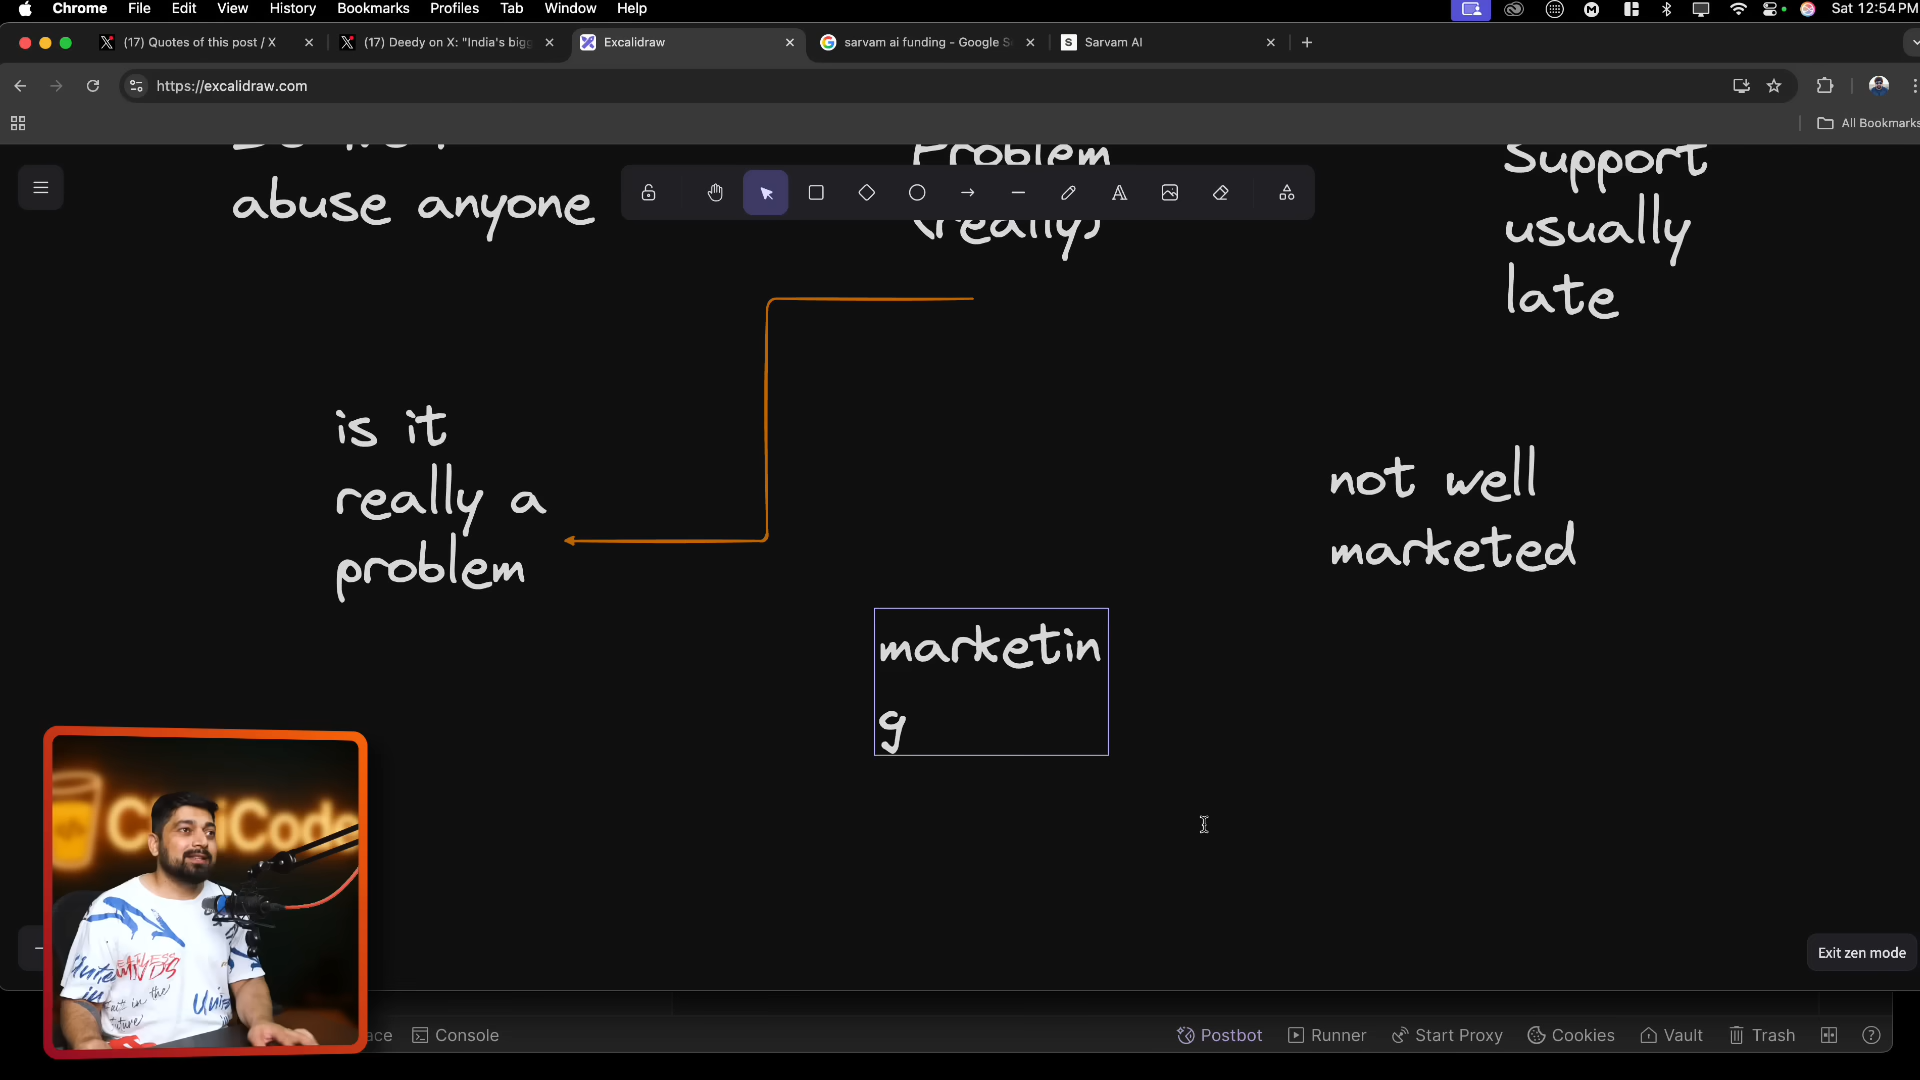 Chrome File Edit View History Bookmarks Profiles Tab Window Help
Sat 12:54 PM
(17) Quotes of this post / X
(17) Deedy on X: "India's bigg
Excalidraw
sarvam ai funding - Google S
Sarvam AI
https://excalidraw.com
All Bookmarks
abuse anyone
Problem
(really)
Support
usually
late
is it
really a
problem
not well
marketed
marketin
g
Exit zen mode
Console
Postbot Runner Start Proxy Cookies Vault Trash